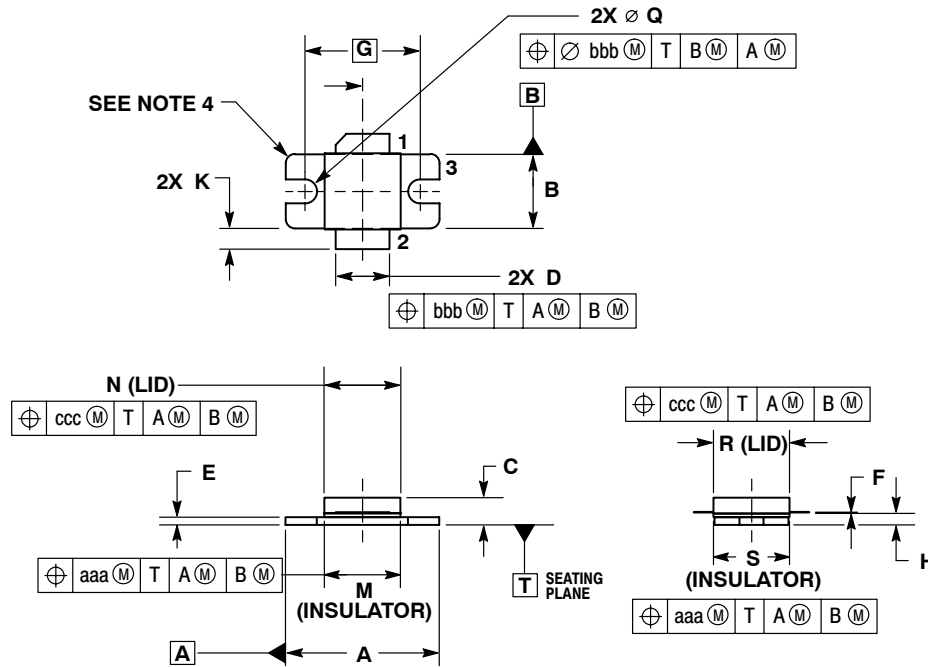 2X ⌀ Q
⌖ ⌀ bbb Ⓜ T B Ⓜ A Ⓜ
G
SEE NOTE 4
B
1
3
2X K
B
2
2X D
⌖ bbb Ⓜ T A Ⓜ B Ⓜ
N (LID)
⌖ ccc Ⓜ T A Ⓜ B Ⓜ
⌖ ccc Ⓜ T A Ⓜ B Ⓜ
R (LID)
E
C
F
H
⌖ aaa Ⓜ T A Ⓜ B Ⓜ
M
(INSULATOR)
T SEATING
PLANE
S
(INSULATOR)
⌖ aaa Ⓜ T A Ⓜ B Ⓜ
A
A